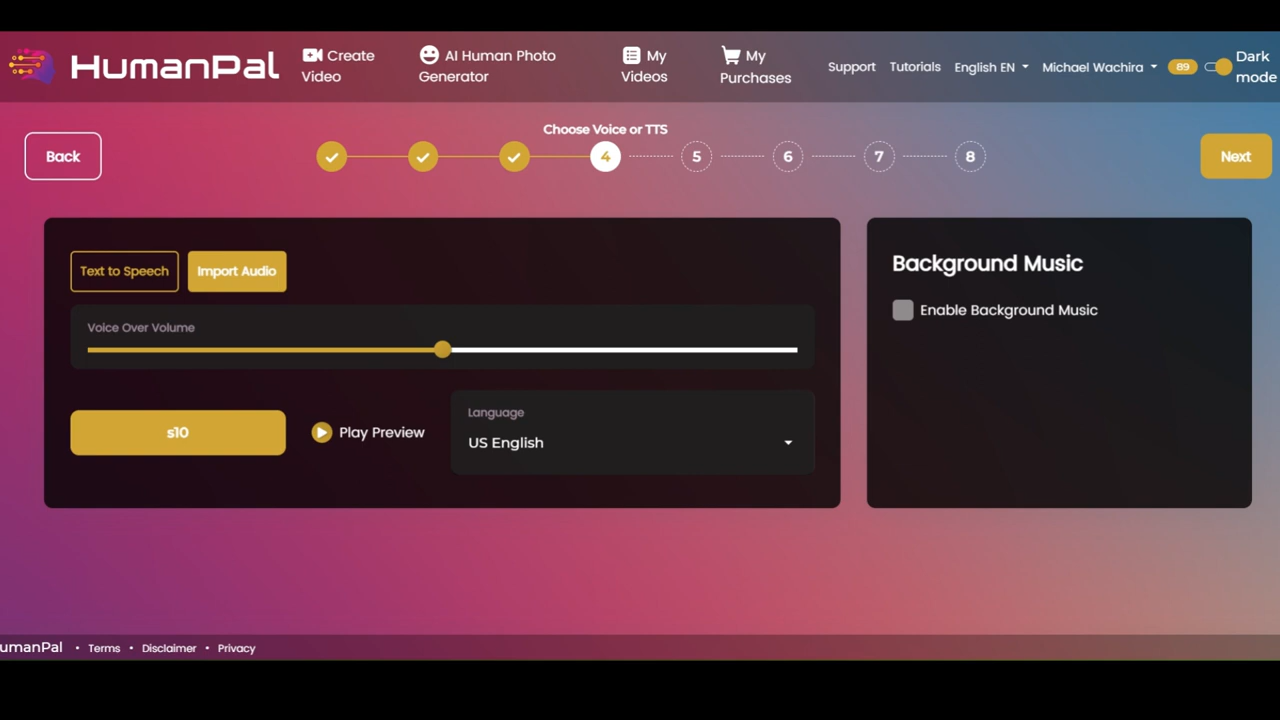 HumanPal
Create
Video
AI Human Photo
Generator
My
Videos
My
Purchases
Support
Tutorials
English EN
Michael Wachira
89
Dark
mode
Back
Choose Voice or TTS
4
5
6
7
8
Next
Text to Speech
Import Audio
Voice Over Volume
s10
Play Preview
Language
US English
Background Music
Enable Background Music
umanPal • Terms • Disclaimer • Privacy